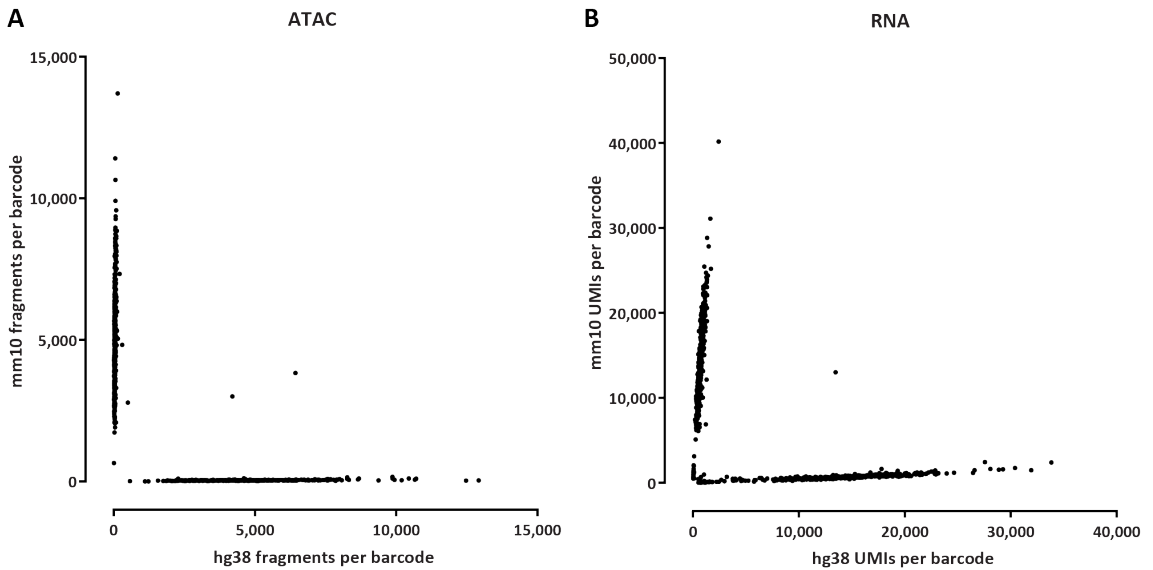 A
ATAC
15,000
10,000
5,000
0
mm10 fragments per barcode
0
5,000
10,000
15,000
hg38 fragments per barcode
B
RNA
50,000
40,000
30,000
20,000
10,000
0
mm10 UMIs per barcode
0
10,000
20,000
30,000
40,000
hg38 UMIs per barcode